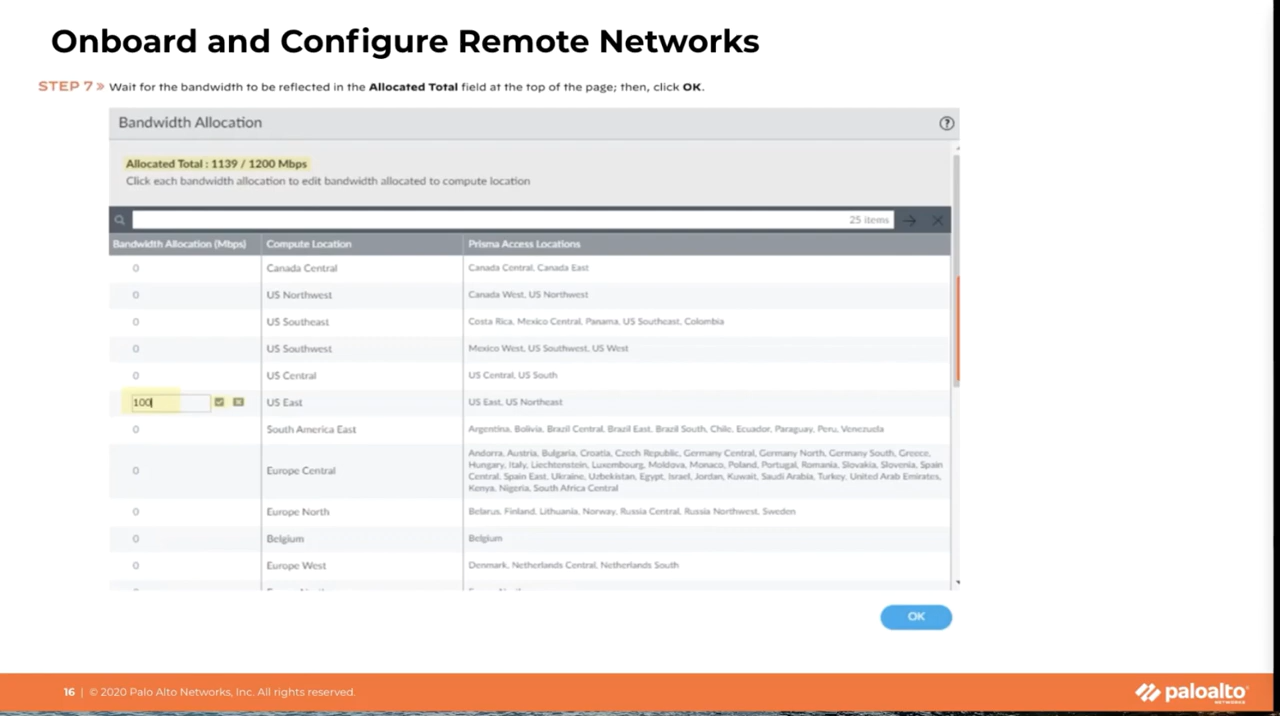 Onboard and Configure Remote Networks
STEP 7» Wait for the bandwidth to be reflected in the Allocated Total field at the top of the page; then, click OK.
Bandwidth Allocation
Allocated Total : 1139 / 1200 Mbps
Click each bandwidth allocation to edit bandwidth allocated to compute location
25 items
Bandwidth Allocation (Mbps) Compute Location Prisma Access Locations
0 Canada Central Canada Central, Canada East
0 US Northwest Canada West, US Northwest
0 US Southeast Costa Rica, Mexico Central, Panama, US Southeast, Colombia
0 US Southwest Mexico West, US Southwest, US West
0 US Central US Central, US South
100 US East US East, US Northeast
0 South America East Argentina, Bolivia, Brazil Central, Brazil East, Brazil South, Chile, Ecuador, Paraguay, Peru, Venezuela
0 Europe Central Andorra, Austria, Bulgaria, Croatia, Czech Republic, Germany Central, Germany North, Germany South, Greece,
Hungary, Italy, Liechtenstein, Luxembourg, Moldova, Monaco, Poland, Portugal, Romania, Slovakia, Slovenia, Spain
Central, Spain East, Ukraine, Uzbekistan, Egypt, Israel, Jordan, Kuwait, Saudi Arabia, Turkey, United Arab Emirates,
Kenya, Nigeria, South Africa Central
0 Europe North Belarus, Finland, Lithuania, Norway, Russia Central, Russia Northwest, Sweden
0 Belgium Belgium
0 Europe West Denmark, Netherlands Central, Netherlands South
OK
16 | © 2020 Palo Alto Networks, Inc. All rights reserved.
paloalto
NETWORKS